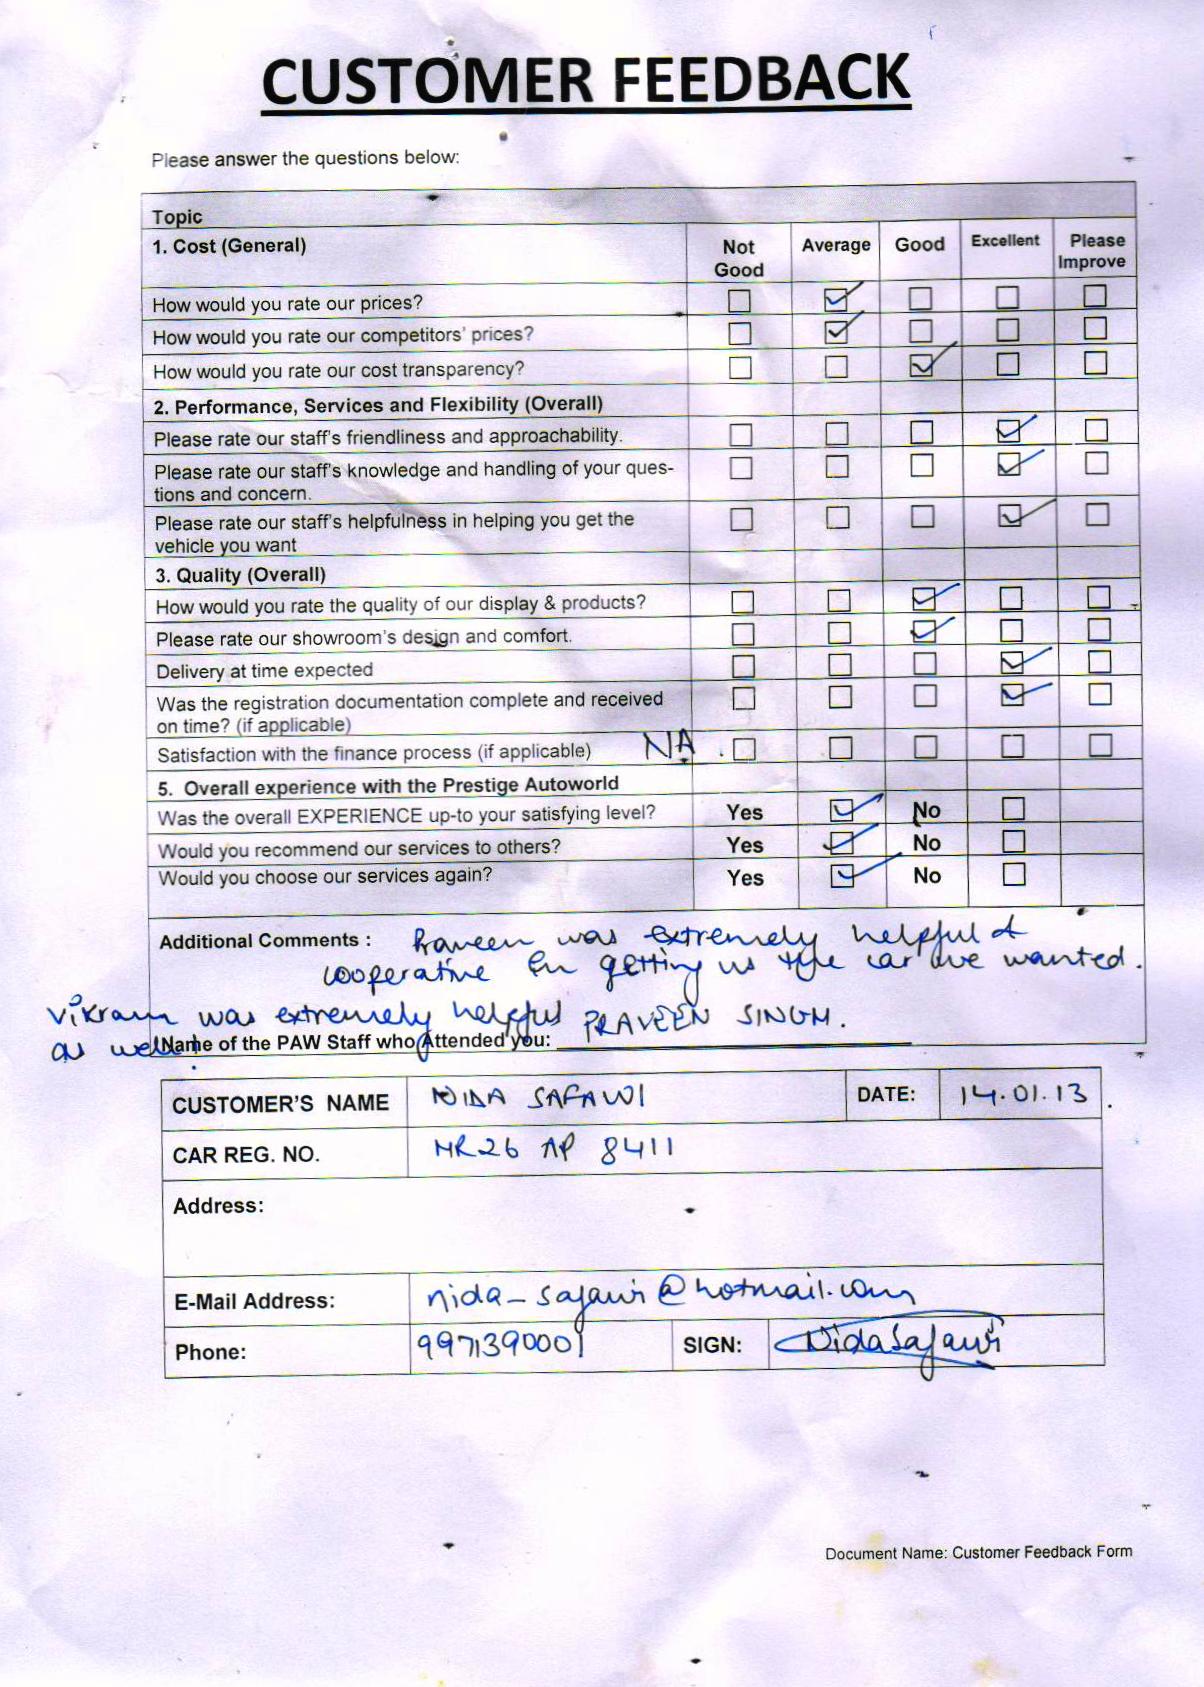 CUSTOMER FEEDBACK
Please answer the questions below:
Topic
1. Cost (General) Not Good Average Good Excellent Please Improve
How would you rate our prices?
How would you rate our competitors' prices?
How would you rate our cost transparency?
2. Performance, Services and Flexibility (Overall)
Please rate our staff's friendliness and approachability.
Please rate our staff's knowledge and handling of your ques-
tions and concern.
Please rate our staff's helpfulness in helping you get the
vehicle you want
3. Quality (Overall)
How would you rate the quality of our display & products?
Please rate our showroom's design and comfort.
Delivery at time expected
Was the registration documentation complete and received
on time? (if applicable)
Satisfaction with the finance process (if applicable) NA.
5. Overall experience with the Prestige Autoworld
Was the overall EXPERIENCE up-to your satisfying level? Yes No
Would you recommend our services to others? Yes No
Would you choose our services again? Yes No
Additional Comments : Praveen was extremely helpful &
cooperative in getting us the car we wanted.
Vikram was extremely helpful
as well.
Name of the PAW Staff who Attended you: PRAVEEN SINGH.
CUSTOMER'S NAME NIDA SAFAWI DATE: 14.01.13
CAR REG. NO. HR26 AP 8411
Address:
E-Mail Address: nida_safawi@hotmail.com
Phone: 9971390001 SIGN: Nida Safawi
Document Name: Customer Feedback Form